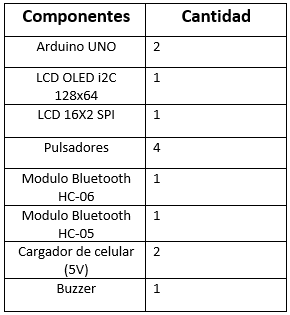 Componentes Cantidad
Arduino UNO 2
LCD OLED i2C 1
128x64
LCD 16X2 SPI 1
Pulsadores 4
Modulo Bluetooth 1
HC-06
Modulo Bluetooth 1
HC-05
Cargador de celular 2
(5V)
Buzzer 1